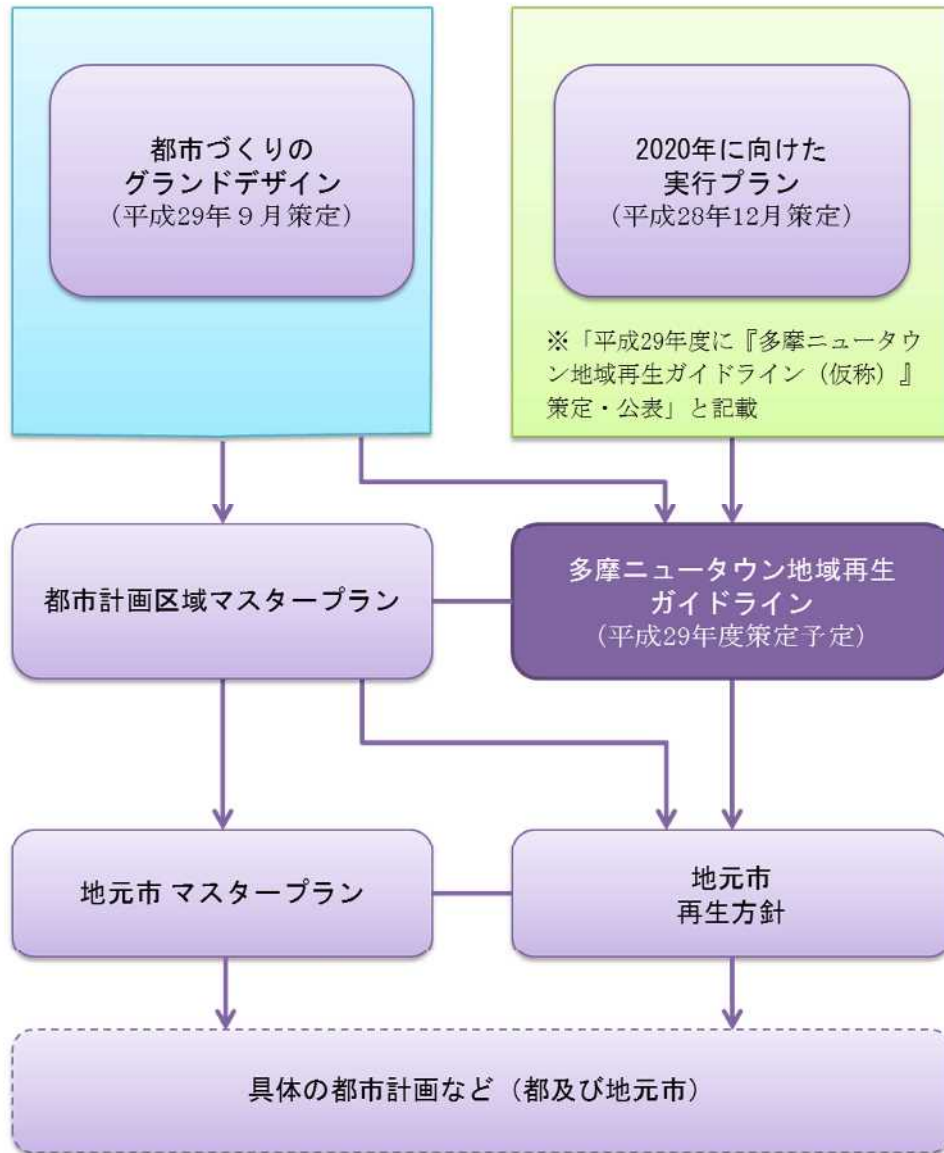 都市づくりの
グランドデザイン
（平成29年９月策定）
2020年に向けた
実行プラン
（平成28年12月策定）
※「平成29年度に『多摩ニュータウ
ン地域再生ガイドライン（仮称）』
策定・公表」と記載
都市計画区域マスタープラン
多摩ニュータウン地域再生
ガイドライン
（平成29年度策定予定）
地元市 マスタープラン
地元市
再生方針
具体の都市計画など（都及び地元市）